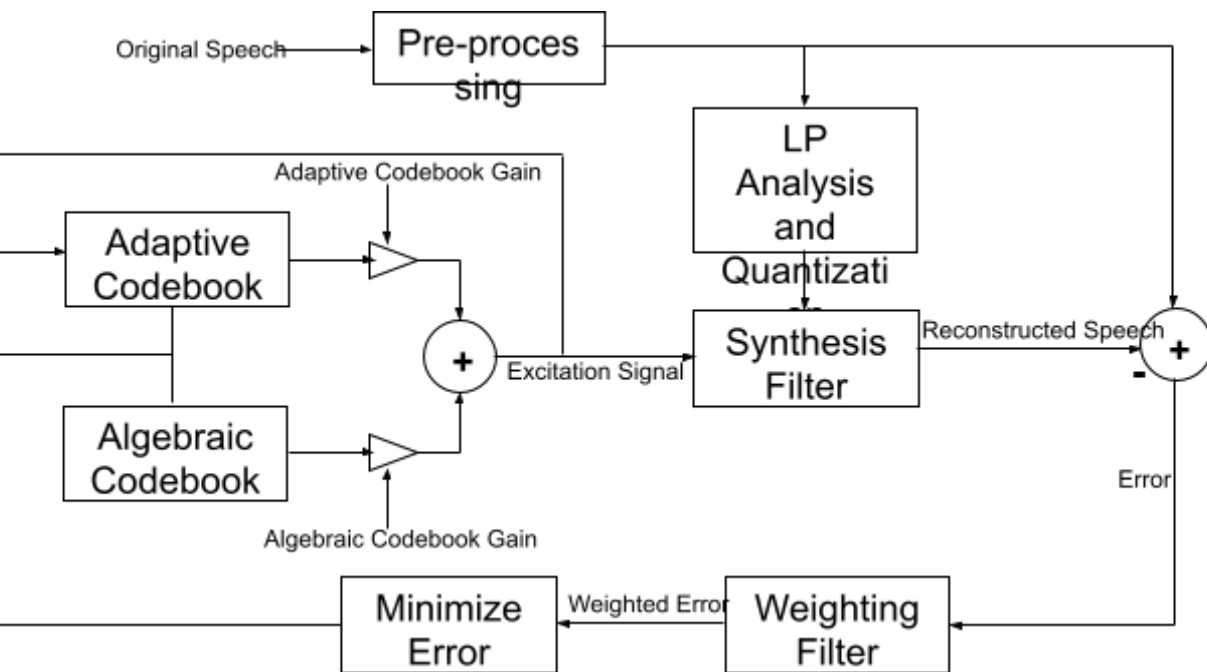 Original Speech
Pre-proces
sing
LP
Analysis
and
Quantizati
Adaptive Codebook Gain
Adaptive
Codebook
+
Excitation Signal
Synthesis
Filter
Reconstructed Speech
+
-
Algebraic
Codebook
Algebraic Codebook Gain
Error
Minimize
Error
Weighted Error
Weighting
Filter